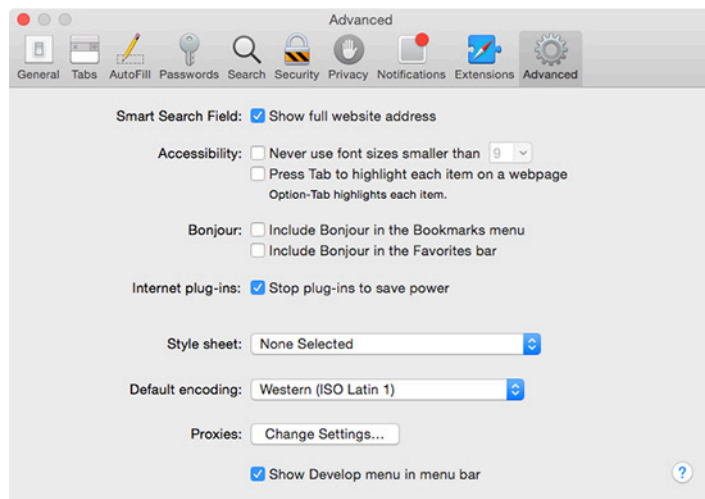 Advanced
General Tabs AutoFill Passwords Search Security Privacy Notifications Extensions Advanced
Smart Search Field: Show full website address
Accessibility: Never use font sizes smaller than 9
Press Tab to highlight each item on a webpage
Option-Tab highlights each item.
Bonjour: Include Bonjour in the Bookmarks menu
Include Bonjour in the Favorites bar
Internet plug-ins: Stop plug-ins to save power
Style sheet: None Selected
Default encoding: Western (ISO Latin 1)
Proxies: Change Settings...
Show Develop menu in menu bar
?